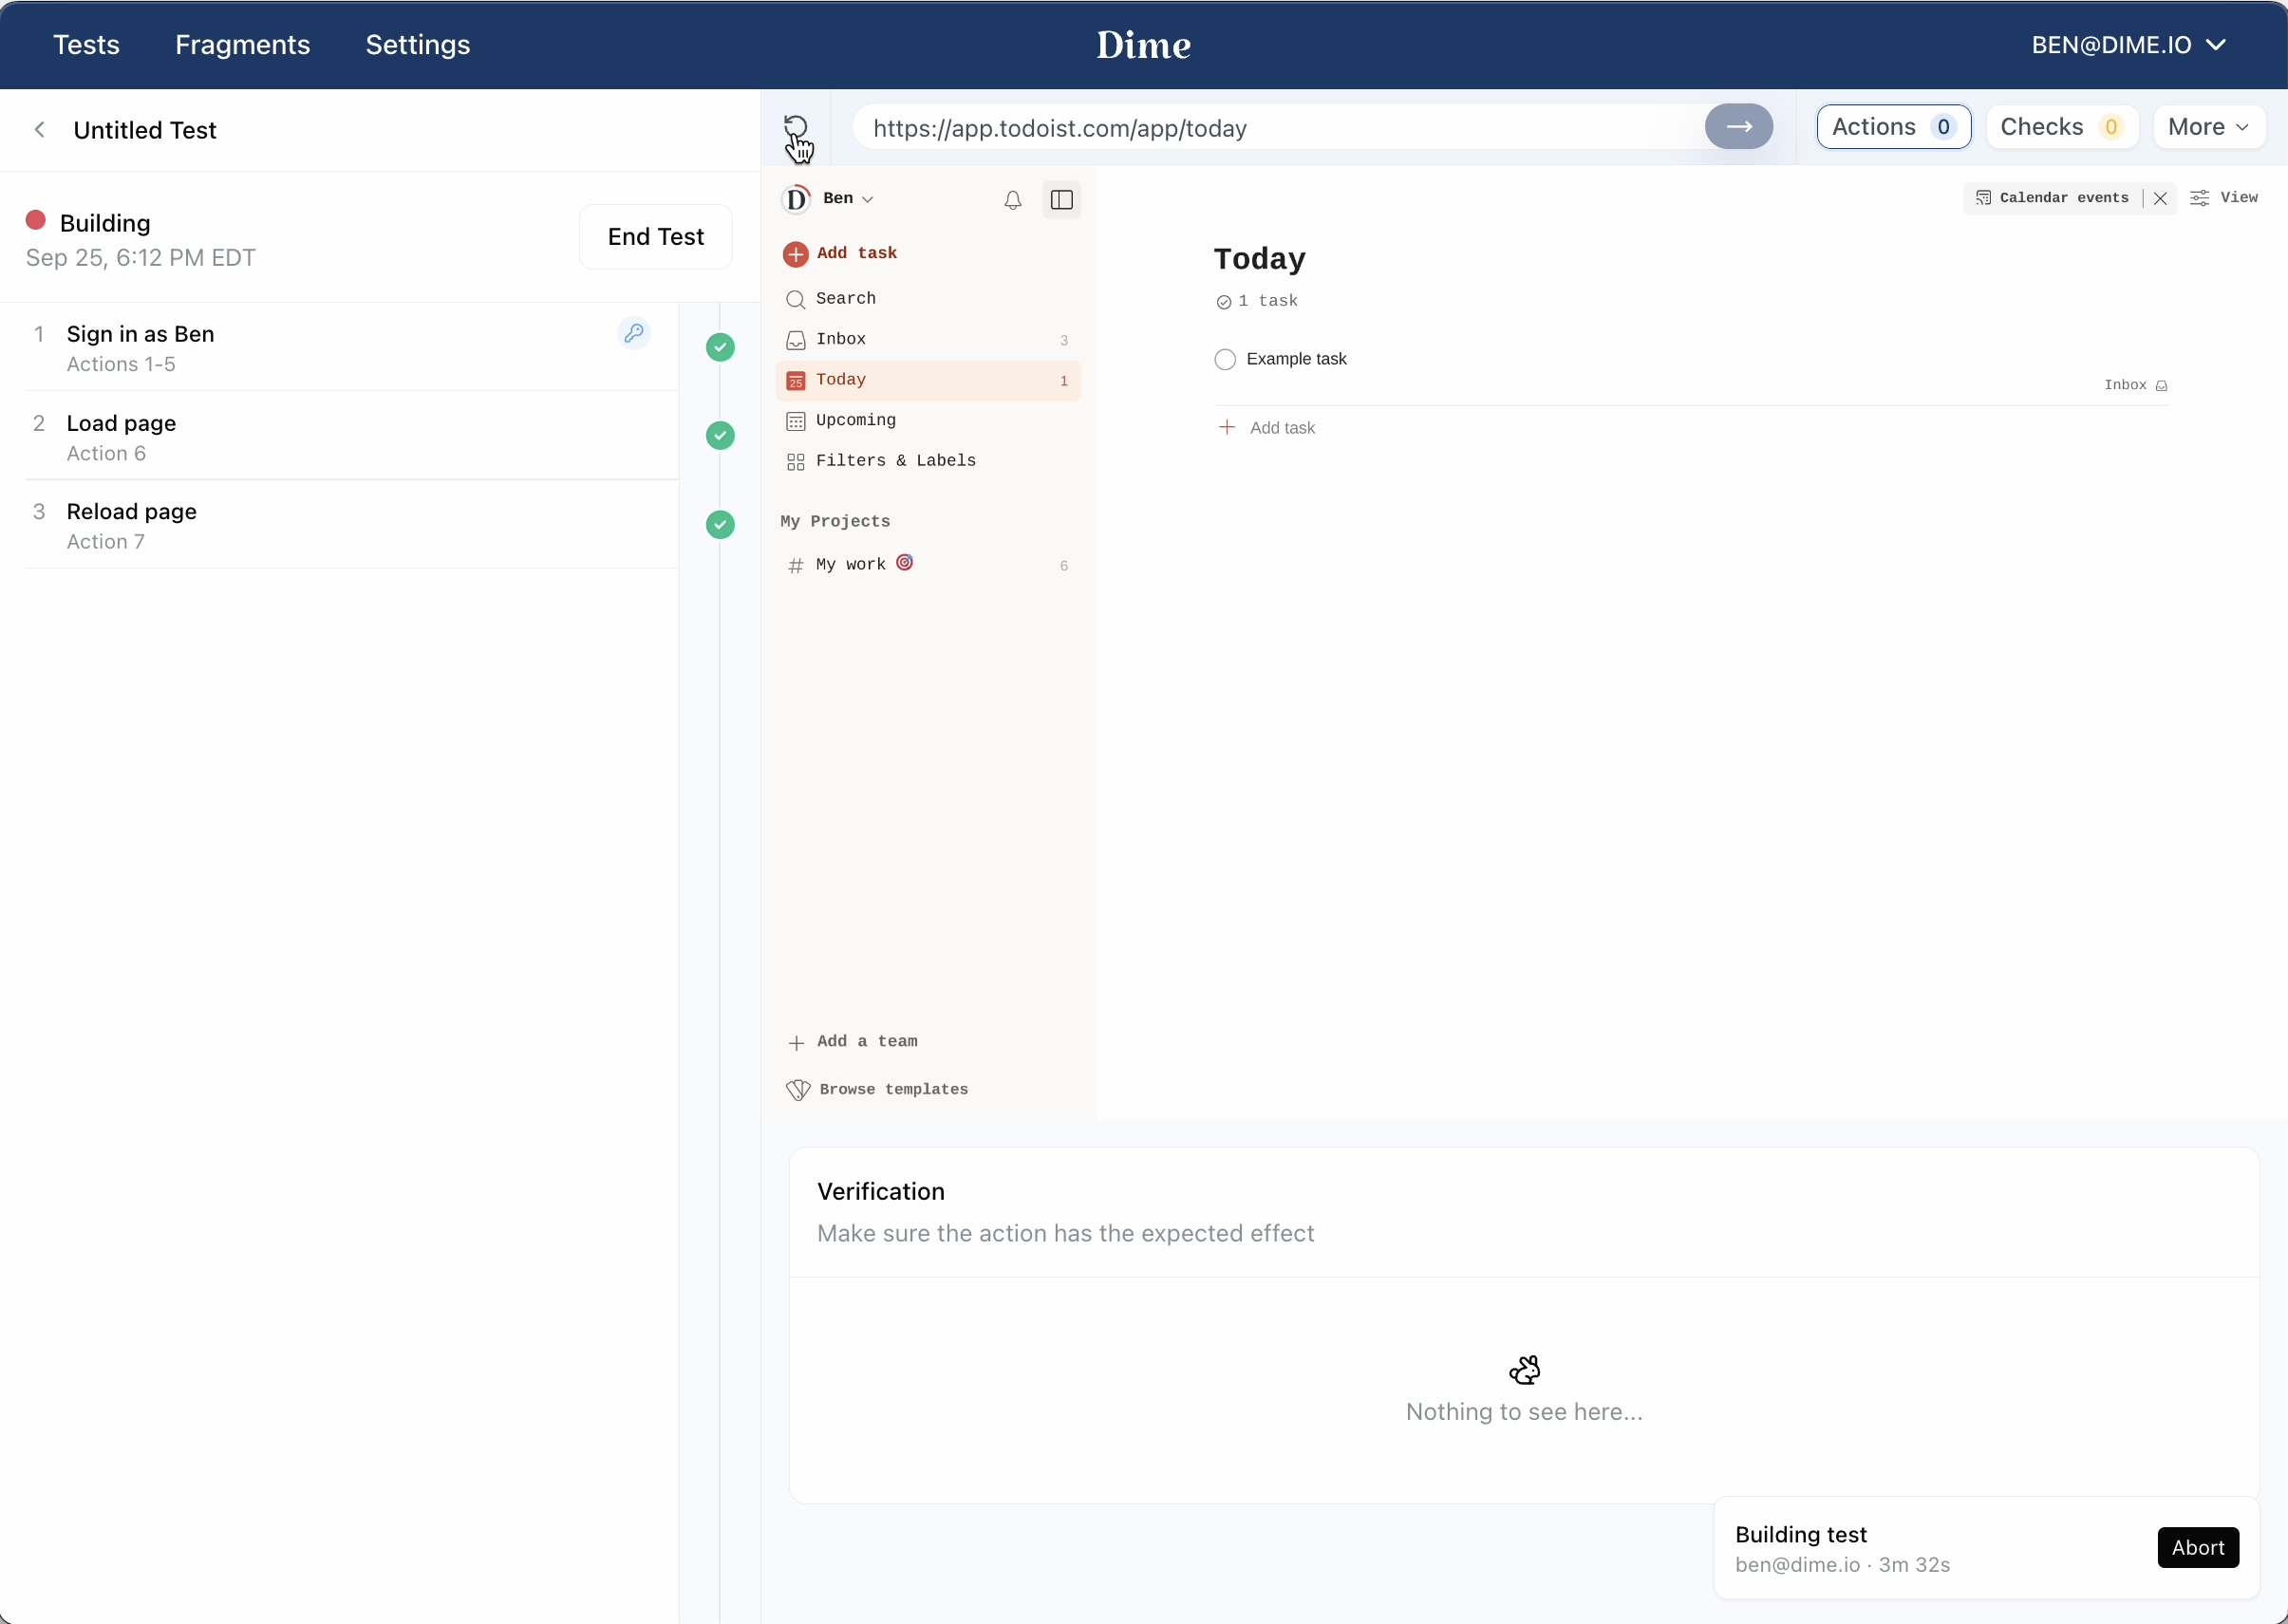 Tests
Fragments
Settings
Dime
BEN@DIME.IO
Untitled Test
https://app.todoist.com/app/today
Actions 0
Checks 0
More
Building
Sep 25, 6:12 PM EDT
End Test
1 Sign in as Ben
Actions 1-5
2 Load page
Action 6
3 Reload page
Action 7
D Ben
Add task
Search
Inbox 3
25 Today 1
Upcoming
Filters & Labels
My Projects
# My work 🎯 6
Add a team
Browse templates
Calendar events
View
Today
1 task
Example task
Inbox
Add task
Verification
Make sure the action has the expected effect
Nothing to see here...
Building test
ben@dime.io · 3m 32s
Abort